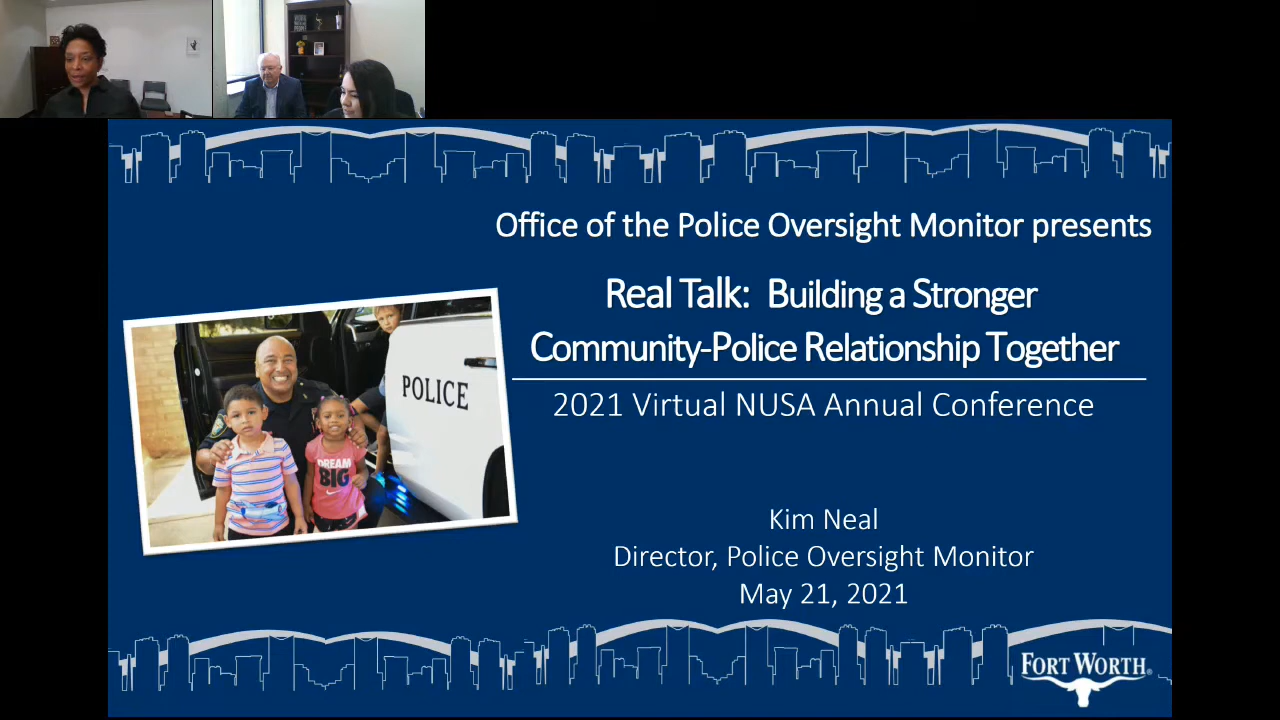 Office of the Police Oversight Monitor presents
Real Talk: Building a Stronger
Community-Police Relationship Together
2021 Virtual NUSA Annual Conference
POLICE
DREAM
BIG
Kim Neal
Director, Police Oversight Monitor
May 21, 2021
FORT WORTH®